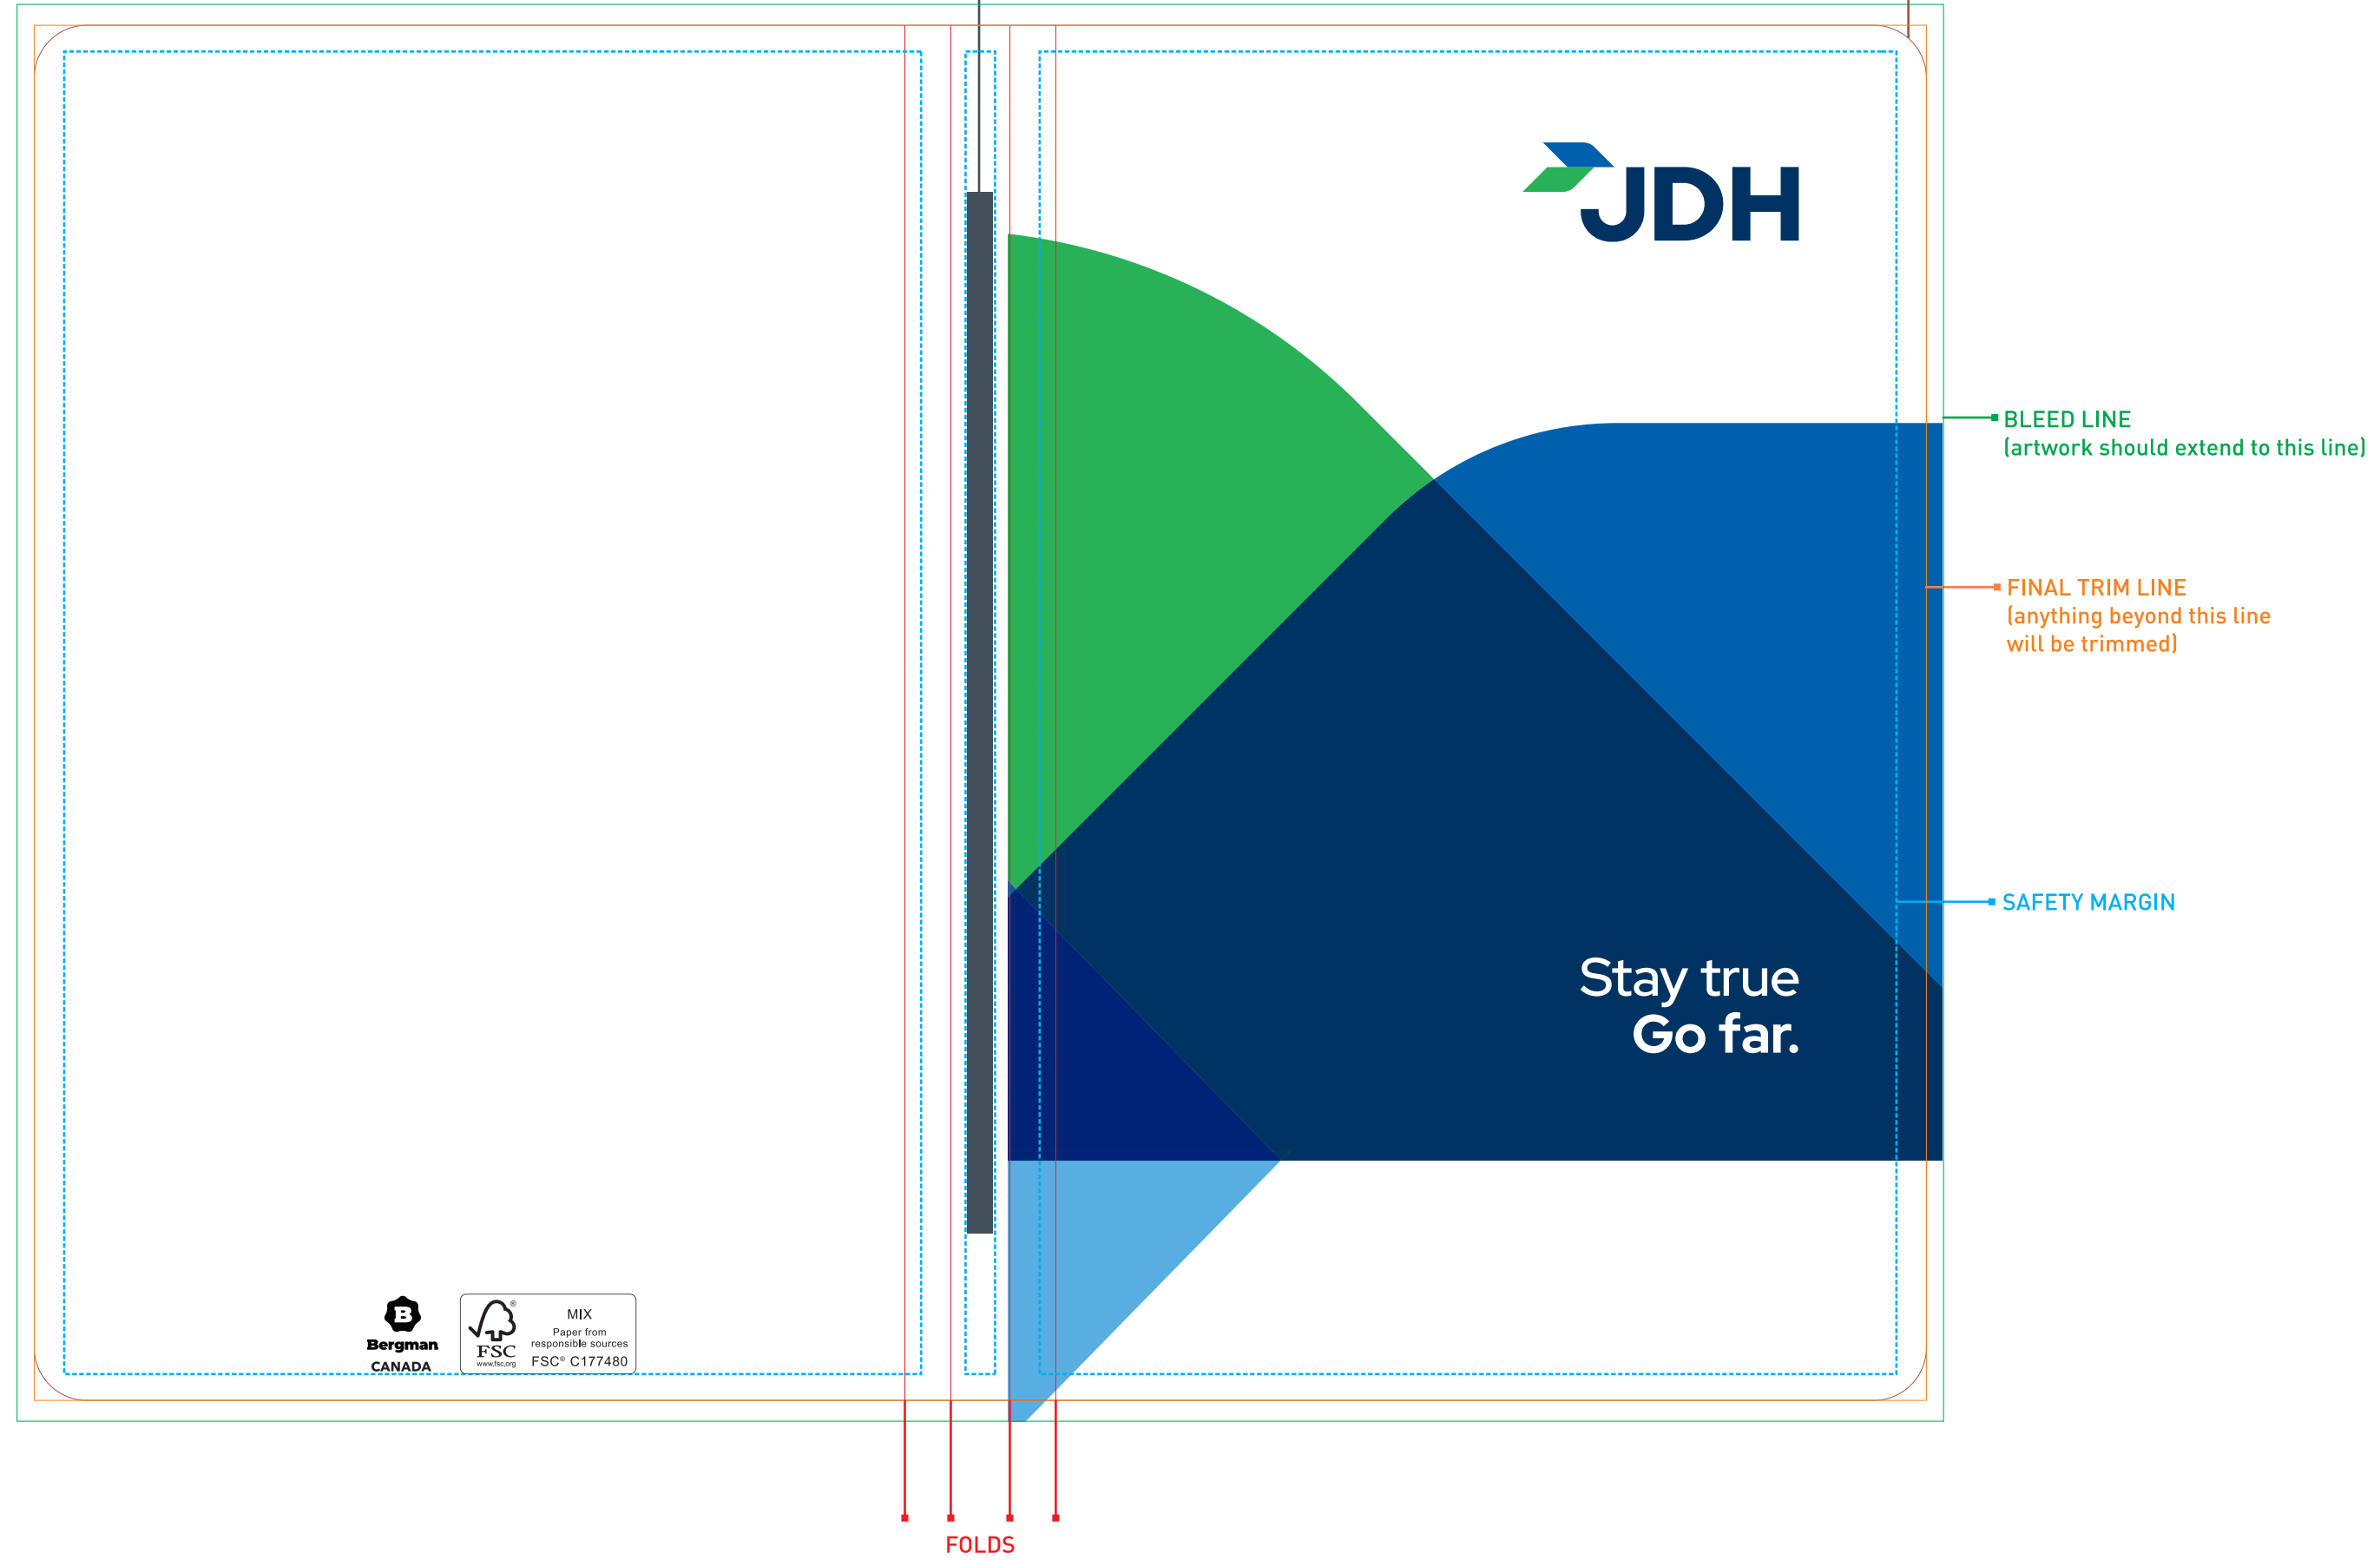 JDH
BLEED LINE
(artwork should extend to this line)
FINAL TRIM LINE
(anything beyond this line
will be trimmed)
SAFETY MARGIN
Stay true
Go far.
B
Bergman
CANADA
®
FSC
www.fsc.org
MIX
Paper from
responsible sources
FSC® C177480
FOLDS